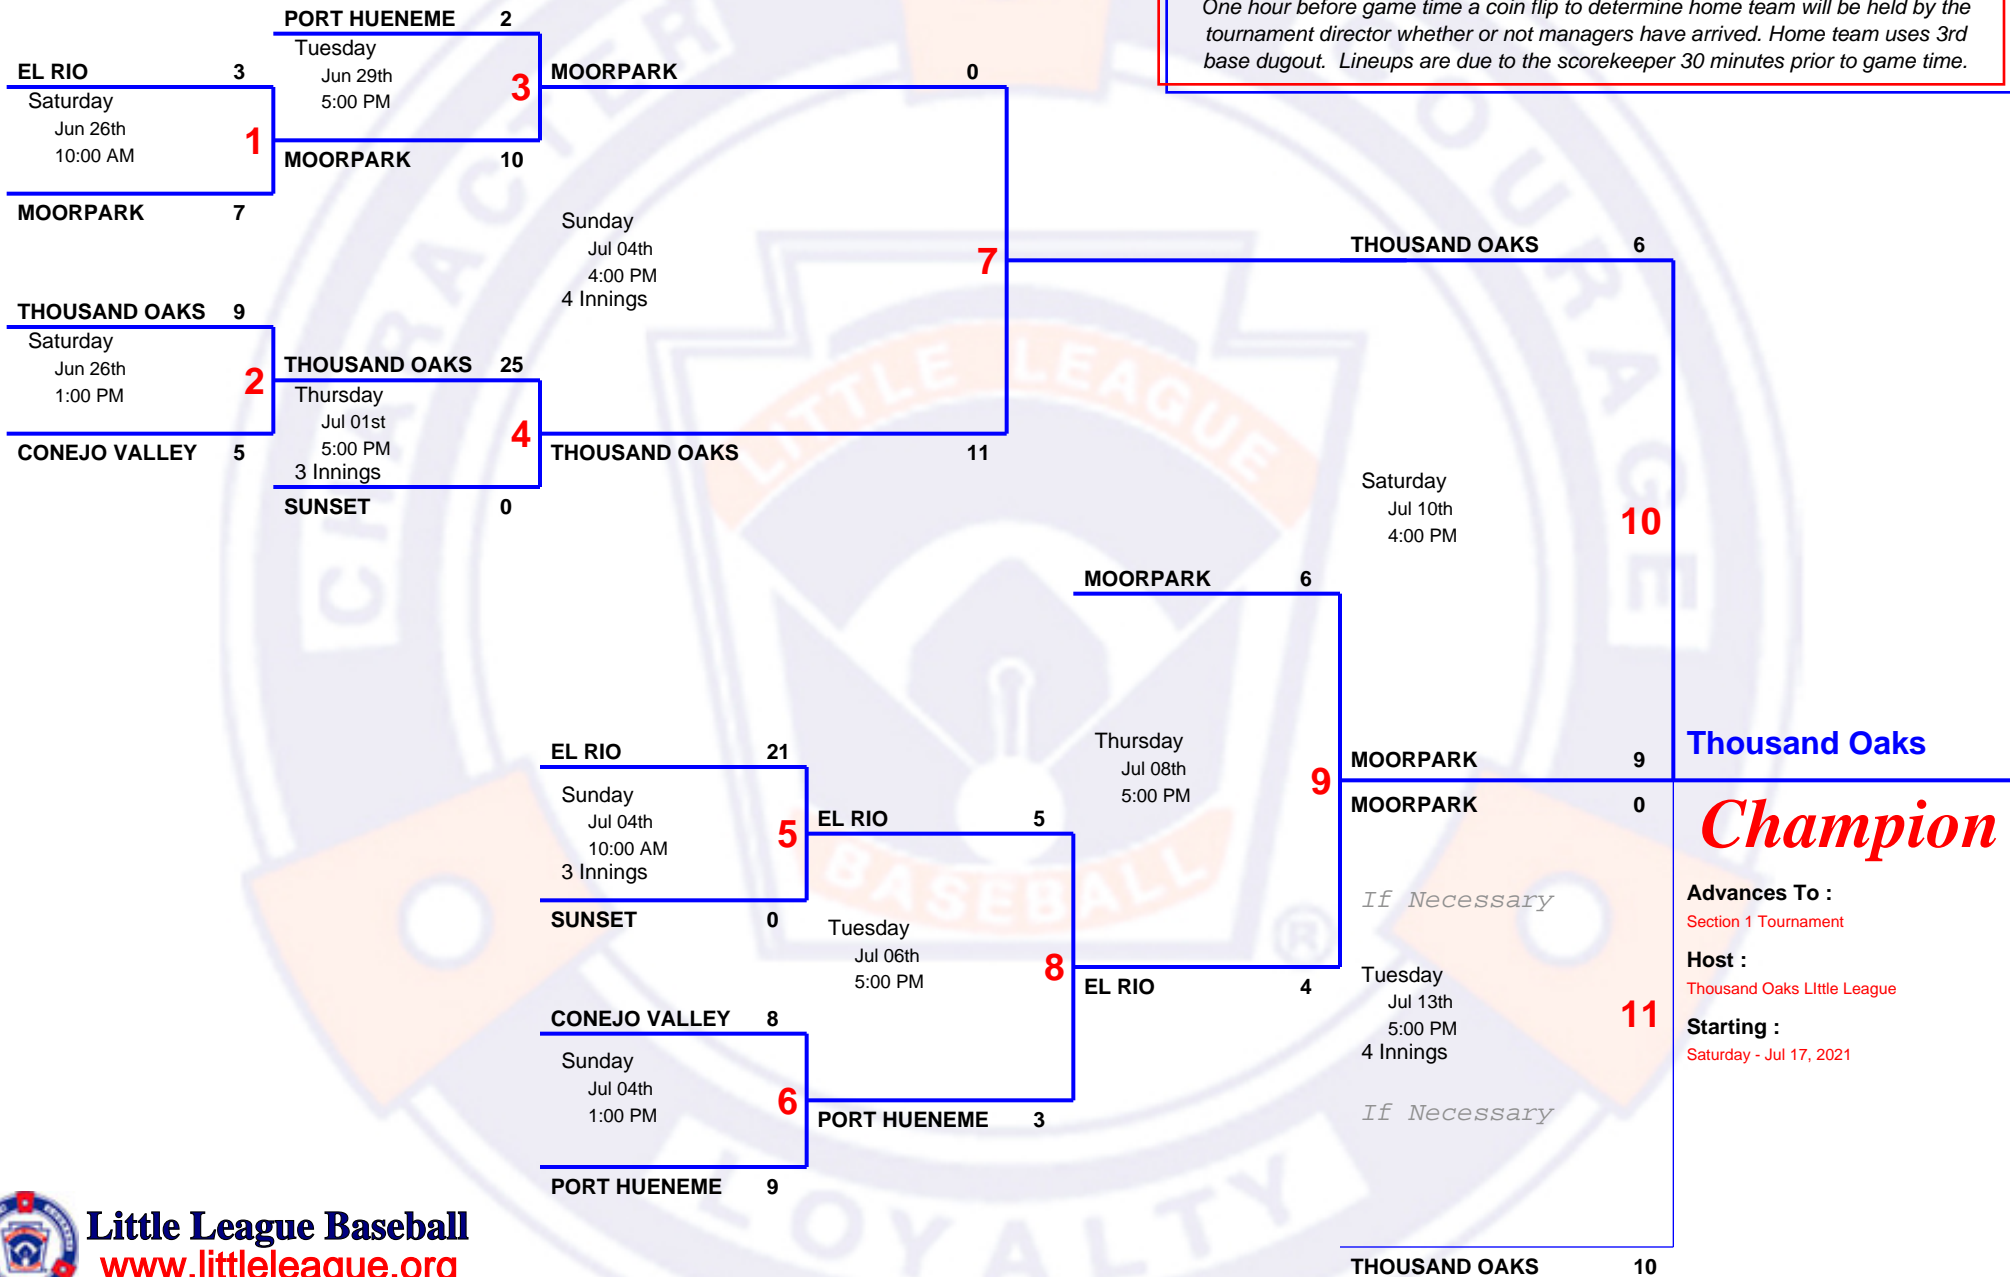 One hour before game time a coin flip to determine home team will be held by the
tournament director whether or not managers have arrived. Home team uses 3rd
base dugout. Lineups are due to the scorekeeper 30 minutes prior to game time.
PORT HUENEME 2
Tuesday
Jun 29th
5:00 PM
3
MOORPARK 10
EL RIO 3
Saturday
Jun 26th
10:00 AM
1
MOORPARK 7
MOORPARK 0
Sunday
Jul 04th
4:00 PM
4 Innings
7
THOUSAND OAKS 11
THOUSAND OAKS 9
Saturday
Jun 26th
1:00 PM
2
CONEJO VALLEY 5
THOUSAND OAKS 25
Thursday
Jul 01st
5:00 PM
3 Innings
4
SUNSET 0
THOUSAND OAKS 6
Saturday
Jul 10th
4:00 PM
10
MOORPARK 9
MOORPARK 6
Thursday
Jul 08th
5:00 PM
9
EL RIO 4
EL RIO 21
Sunday
Jul 04th
10:00 AM
3 Innings
5
SUNSET 0
EL RIO 5
Tuesday
Jul 06th
5:00 PM
8
PORT HUENEME 3
CONEJO VALLEY 8
Sunday
Jul 04th
1:00 PM
6
PORT HUENEME 9
MOORPARK 0
If Necessary
Tuesday
Jul 13th
5:00 PM
4 Innings
11
If Necessary
THOUSAND OAKS 10
Thousand Oaks
Champion
Advances To :
Section 1 Tournament
Host :
Thousand Oaks LIttle League
Starting :
Saturday - Jul 17, 2021
CHARACTER
COURAGE
LOYALTY
LITTLE LEAGUE
BASEBALL
®
Little League Baseball
www.littleleague.org